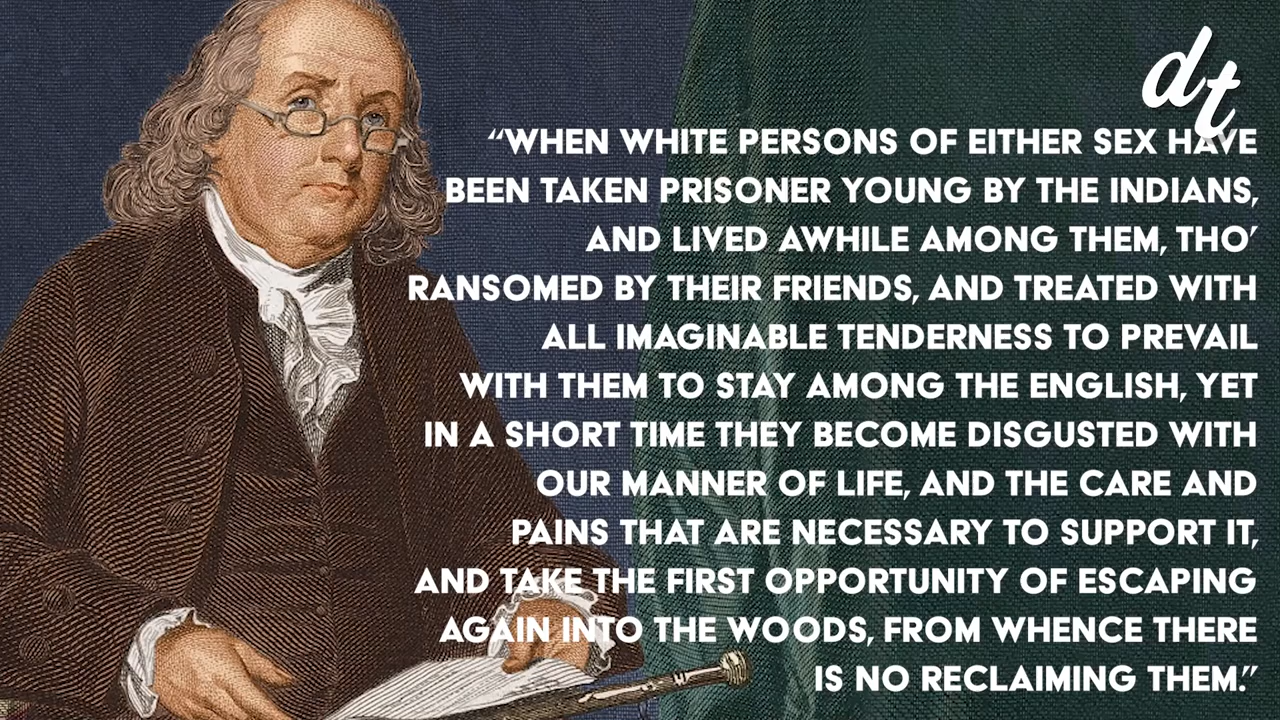 dt
“WHEN WHITE PERSONS OF EITHER SEX HAVE
BEEN TAKEN PRISONER YOUNG BY THE INDIANS,
AND LIVED AWHILE AMONG THEM, THO’
RANSOMED BY THEIR FRIENDS, AND TREATED WITH
ALL IMAGINABLE TENDERNESS TO PREVAIL
WITH THEM TO STAY AMONG THE ENGLISH, YET
IN A SHORT TIME THEY BECOME DISGUSTED WITH
OUR MANNER OF LIFE, AND THE CARE AND
PAINS THAT ARE NECESSARY TO SUPPORT IT,
AND TAKE THE FIRST OPPORTUNITY OF ESCAPING
AGAIN INTO THE WOODS, FROM WHENCE THERE
IS NO RECLAIMING THEM.”